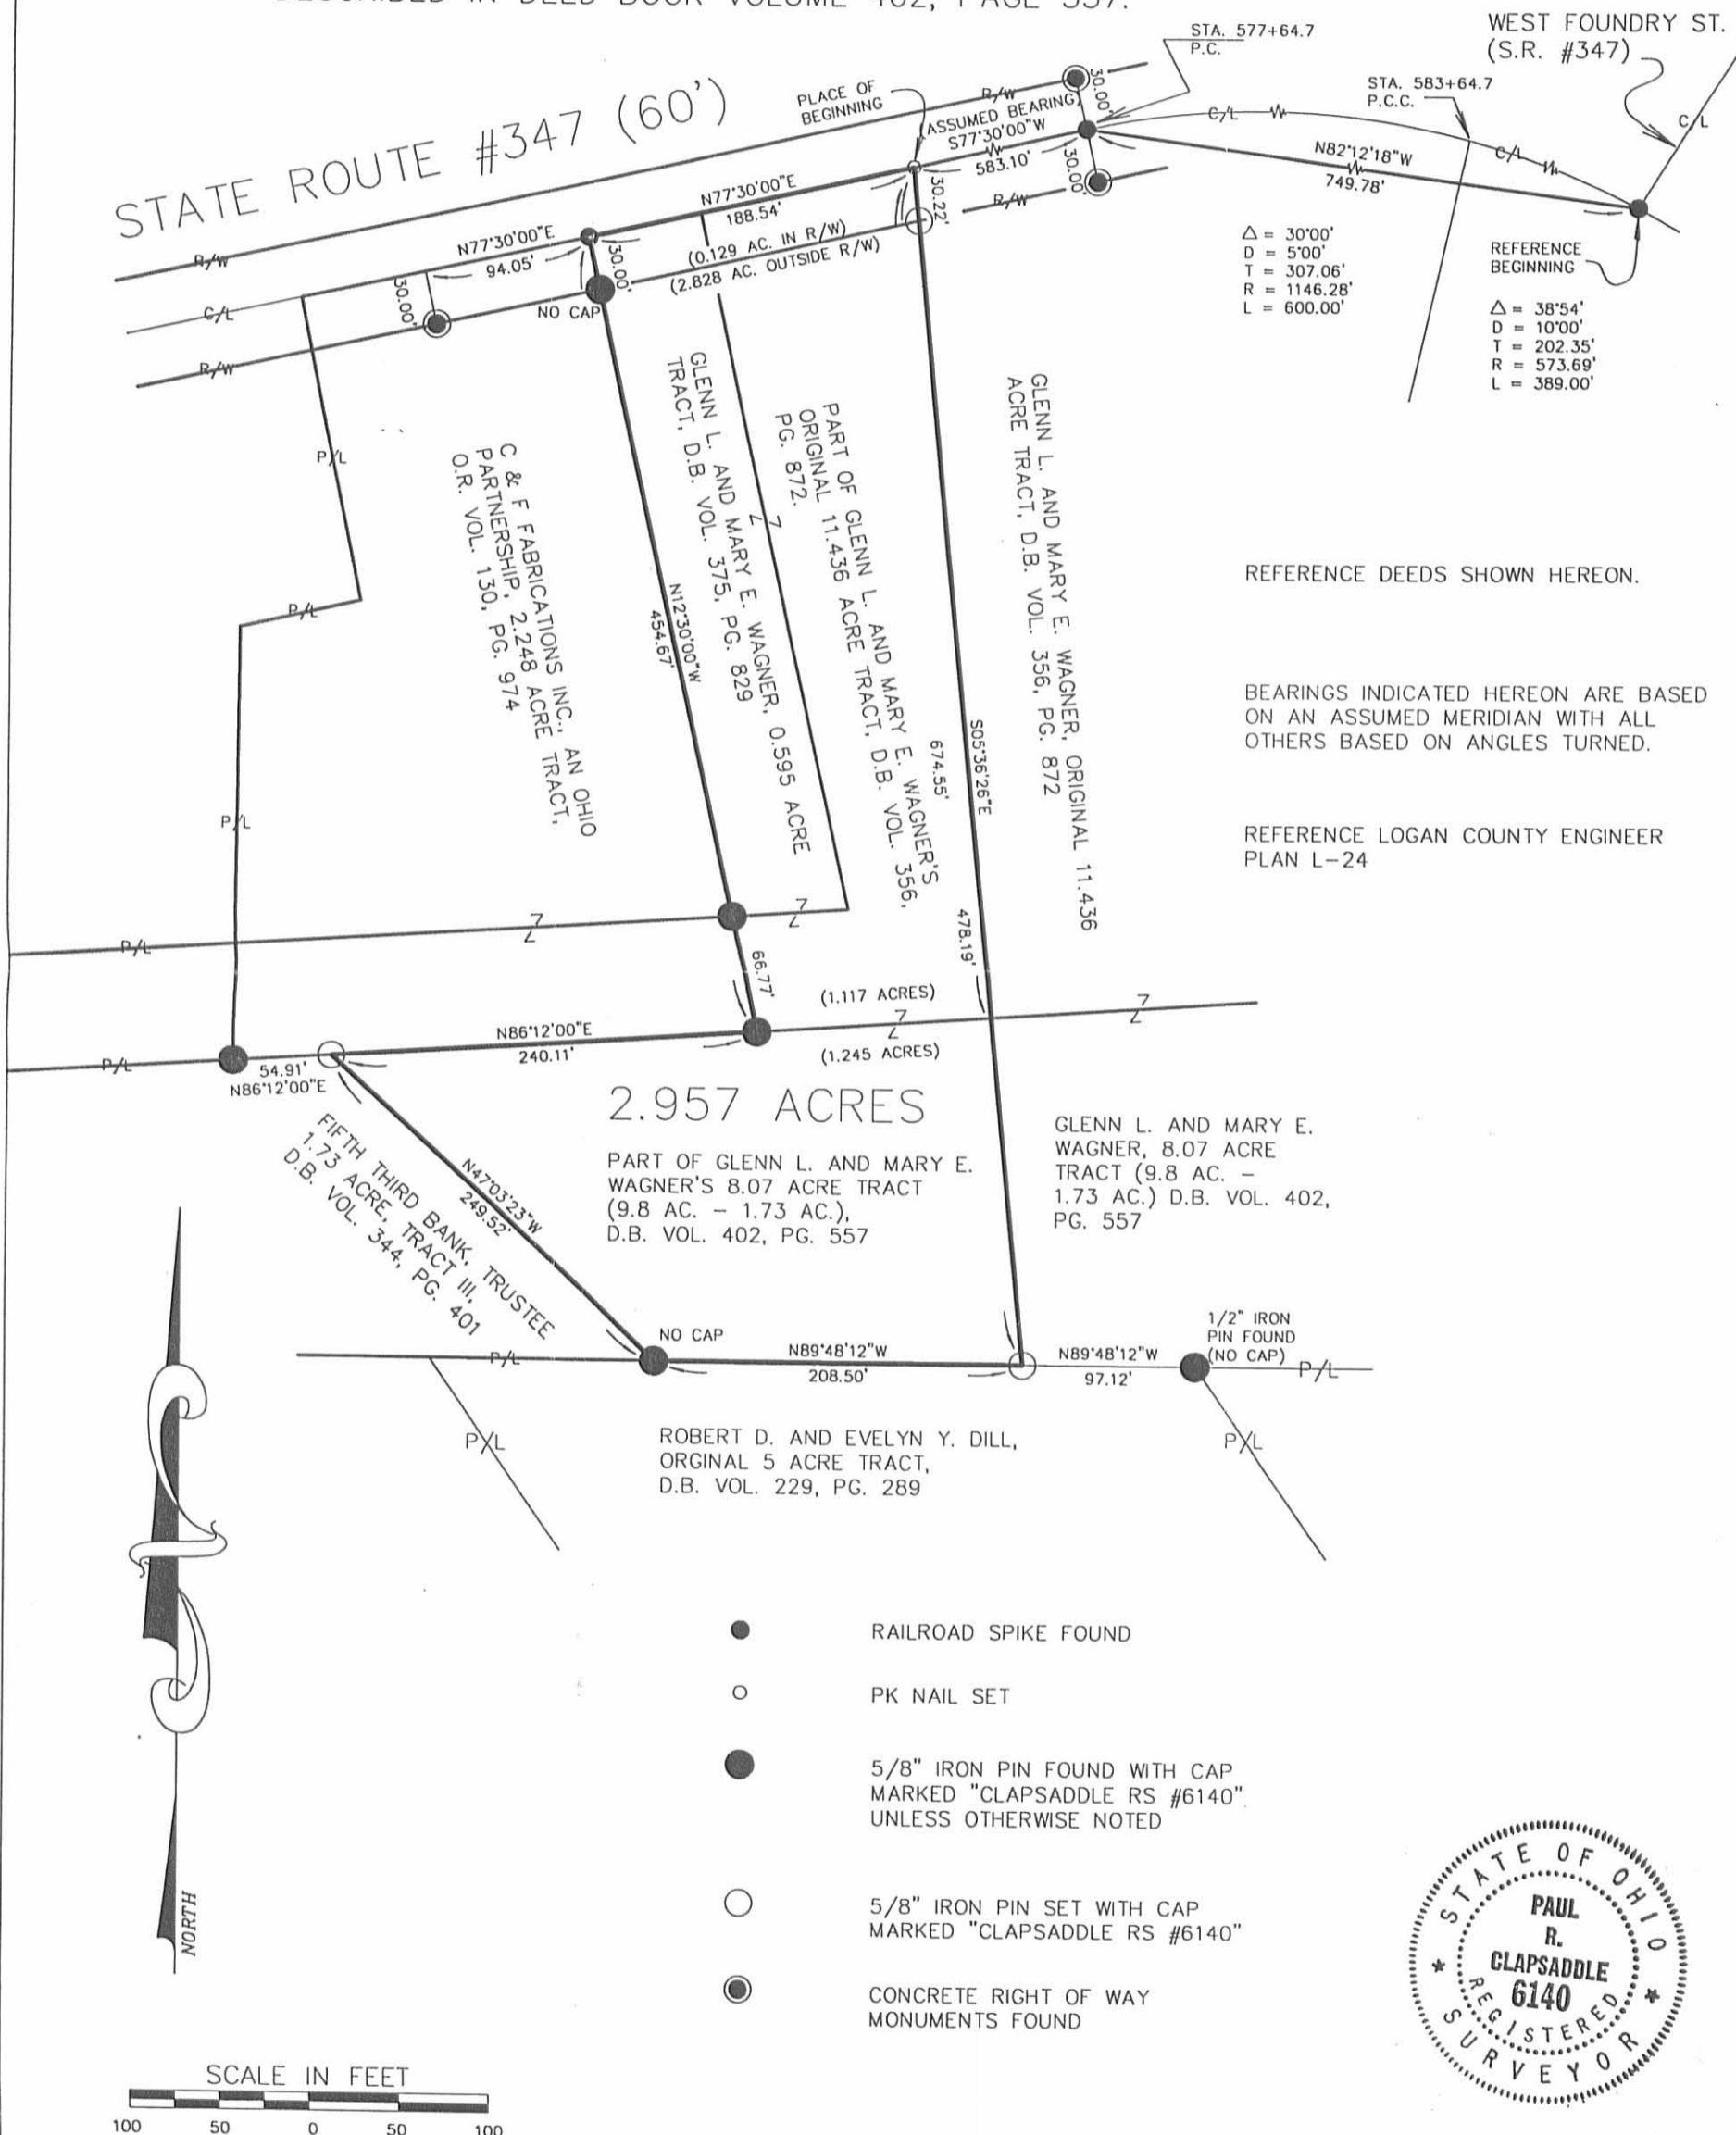 DESCRIBED IN DEED BOOK VOLUME 402, PAGE 557.
WEST FOUNDRY ST.
(S.R. #347)
STA. 577+64.7
P.C.
STA. 583+64.7
P.C.C.
STATE ROUTE #347 (60')
PLACE OF
BEGINNING
R/W
30.00'
(ASSUMED BEARING)
S77°30'00"W
583.10'
30.00'
C/L
C/L
C/L
N82°12'18"W
749.78'
N77°30'00"E
188.54'
30.22'
R/W
R/W
N77°30'00"E
94.05'
30.00'
(0.129 AC. IN R/W)
(2.828 AC. OUTSIDE R/W)
C/L
30.00'
NO CAP
R/W
Δ = 30°00'
D = 5°00'
T = 307.06'
R = 1146.28'
L = 600.00'
REFERENCE
BEGINNING
Δ = 38°54'
D = 10°00'
T = 202.35'
R = 573.69'
L = 389.00'
P/L
C & F FABRICATIONS INC., AN OHIO
PARTNERSHIP, 2.248 ACRE TRACT,
O.R. VOL. 130, PG. 974
N12°30'00"W
454.67'
GLENN L. AND MARY E. WAGNER, 0.595 ACRE
TRACT, D.B. VOL. 375, PG. 829
PART OF GLENN L. AND MARY E. WAGNER'S
ORIGINAL 11.436 ACRE TRACT, D.B. VOL. 356,
PG. 872.
674.55'
S05°36'26"E
478.19'
GLENN L. AND MARY E. WAGNER, ORIGINAL 11.436
ACRE TRACT, D.B. VOL. 356, PG. 872
REFERENCE DEEDS SHOWN HEREON.
BEARINGS INDICATED HEREON ARE BASED
ON AN ASSUMED MERIDIAN WITH ALL
OTHERS BASED ON ANGLES TURNED.
REFERENCE LOGAN COUNTY ENGINEER
PLAN L-24
P/L
P/L
P/L
66.77'
(1.117 ACRES)
N86°12'00"E
240.11'
(1.245 ACRES)
P/L
54.91'
N86°12'00"E
2.957 ACRES
PART OF GLENN L. AND MARY E.
WAGNER'S 8.07 ACRE TRACT
(9.8 AC. - 1.73 AC.),
D.B. VOL. 402, PG. 557
GLENN L. AND MARY E.
WAGNER, 8.07 ACRE
TRACT (9.8 AC. -
1.73 AC.) D.B. VOL. 402,
PG. 557
N47°03'23"W
249.52'
FIFTH THIRD BANK, TRUSTEE
1.73 ACRE, TRACT III,
D.B. VOL. 344, PG. 401
NO CAP
P/L
N89°48'12"W
208.50'
N89°48'12"W
97.12'
1/2" IRON
PIN FOUND
(NO CAP)
P/L
P/L
P/L
ROBERT D. AND EVELYN Y. DILL,
ORGINAL 5 ACRE TRACT,
D.B. VOL. 229, PG. 289
RAILROAD SPIKE FOUND
PK NAIL SET
5/8" IRON PIN FOUND WITH CAP
MARKED "CLAPSADDLE RS #6140"
UNLESS OTHERWISE NOTED
5/8" IRON PIN SET WITH CAP
MARKED "CLAPSADDLE RS #6140"
CONCRETE RIGHT OF WAY
MONUMENTS FOUND
NORTH
SCALE IN FEET
100 50 0 50 100
STATE OF OHIO
PAUL
R.
CLAPSADDLE
6140
REGISTERED
SURVEYOR